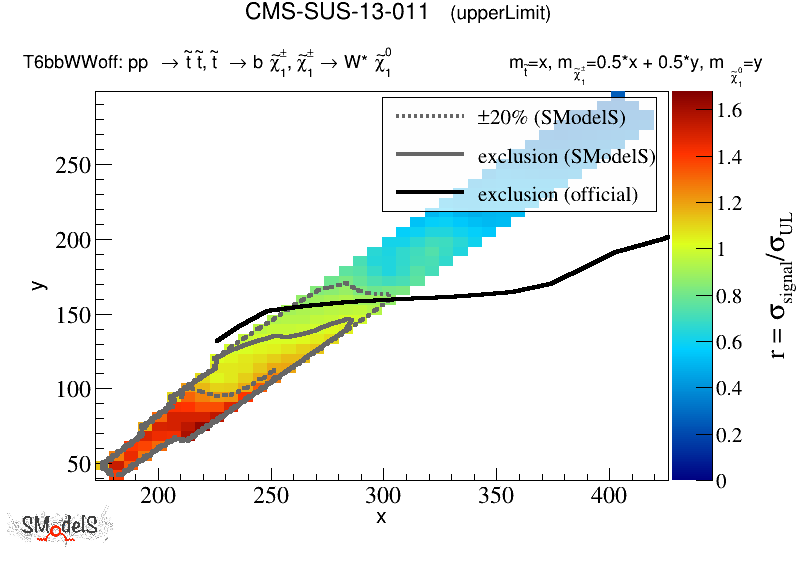 CMS-SUS-13-011 (upperLimit)
T6bbWWoff: pp → t̃ t̃, t̃ → b χ̃₁±, χ̃₁± → W* χ̃₁⁰
m_t̃=x, m_χ̃₁±=0.5*x + 0.5*y, m_χ̃₁⁰=y
±20% (SModelS)
exclusion (SModelS)
exclusion (official)
250
200
150
100
50
y
200
250
300
350
400
x
1.6
1.4
1.2
1
0.8
0.6
0.4
0.2
0
r = σ_signal/σ_UL
SModelS